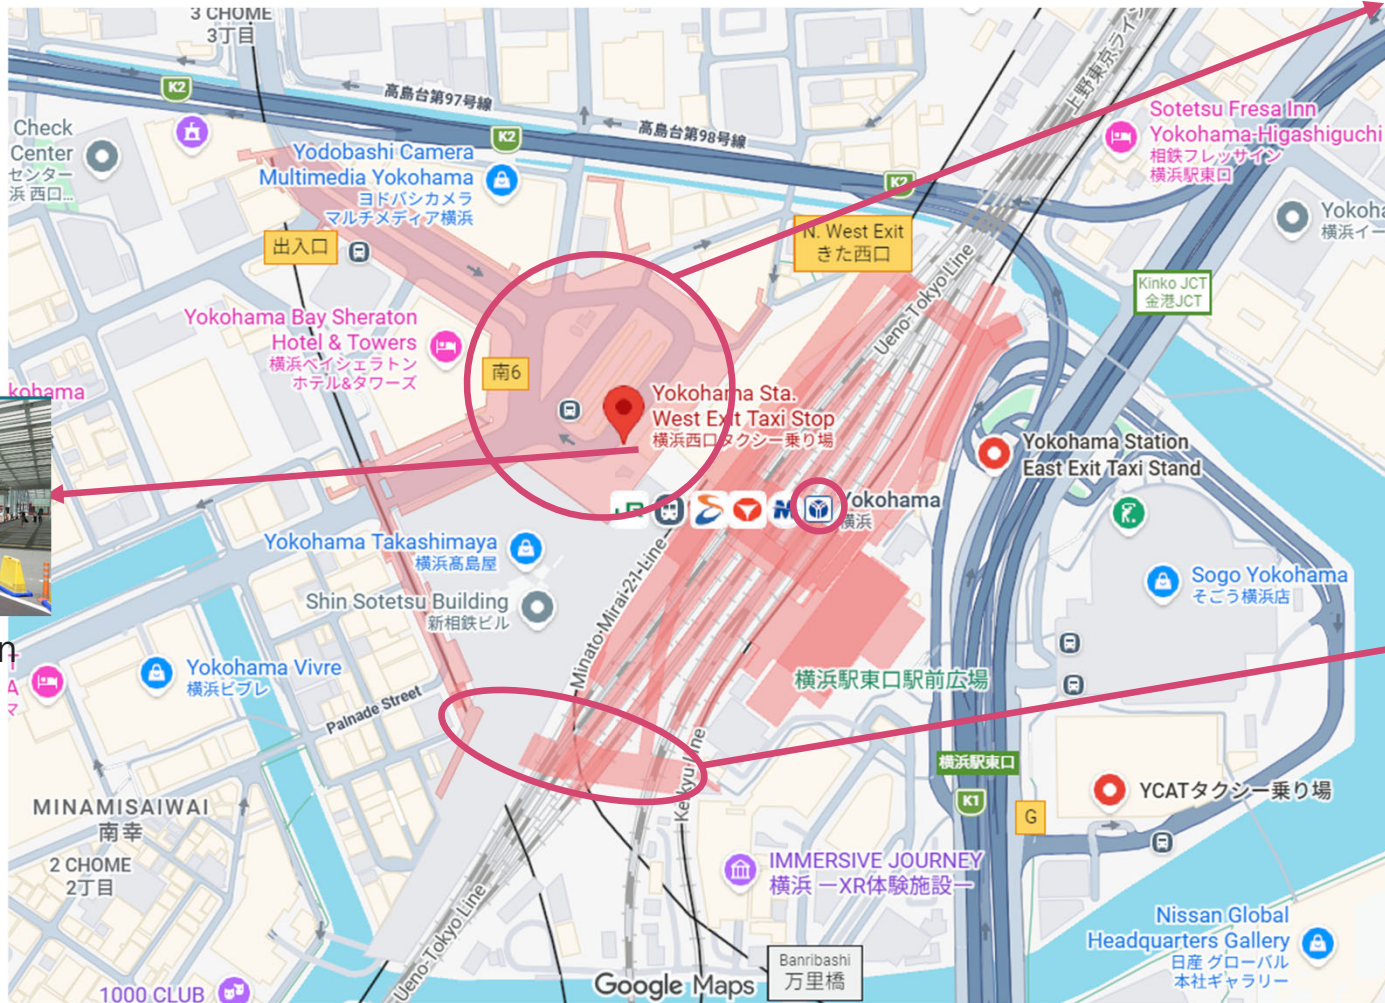 3 CHOME
3丁目
K2
高島台第97号線
K2
高島台第98号線
K2
上野東京ライン
Sotetsu Fresa Inn
Yokohama-Higashiguchi
相鉄フレッサイン
横浜駅東口
Check
Center
センター
浜 西口...
Yodobashi Camera
Multimedia Yokohama
ヨドバシカメラ
マルチメディア横浜
出入口
N. West Exit
きた西口
Yokoha
横浜イー
Kinko JCT
金港JCT
Ueno-Tokyo Line
Yokohama Bay Sheraton
Hotel & Towers
横浜ベイシェラトン
ホテル&タワーズ
南6
kohama
Yokohama Sta.
West Exit Taxi Stop
横浜西口タクシー乗り場
Yokohama Station
East Exit Taxi Stand
JR
M
Yokohama
横浜
Yokohama Takashimaya
横浜髙島屋
Shin Sotetsu Building
新相鉄ビル
Minato Mirai-21-Line
Sogo Yokohama
そごう横浜店
n
A
マ
Yokohama Vivre
横浜ビブレ
Palnade Street
横浜駅東口駅前広場
Keikyu Line
横浜駅東口
K1
G
YCATタクシー乗り場
MINAMISAIWAI
南幸
2 CHOME
2丁目
IMMERSIVE JOURNEY
横浜 ーXR体験施設ー
Ueno-Tokyo Line
Nissan Global
Headquarters Gallery
日産 グローバル
本社ギャラリー
Banribashi
万里橋
Google Maps
1000 CLUB